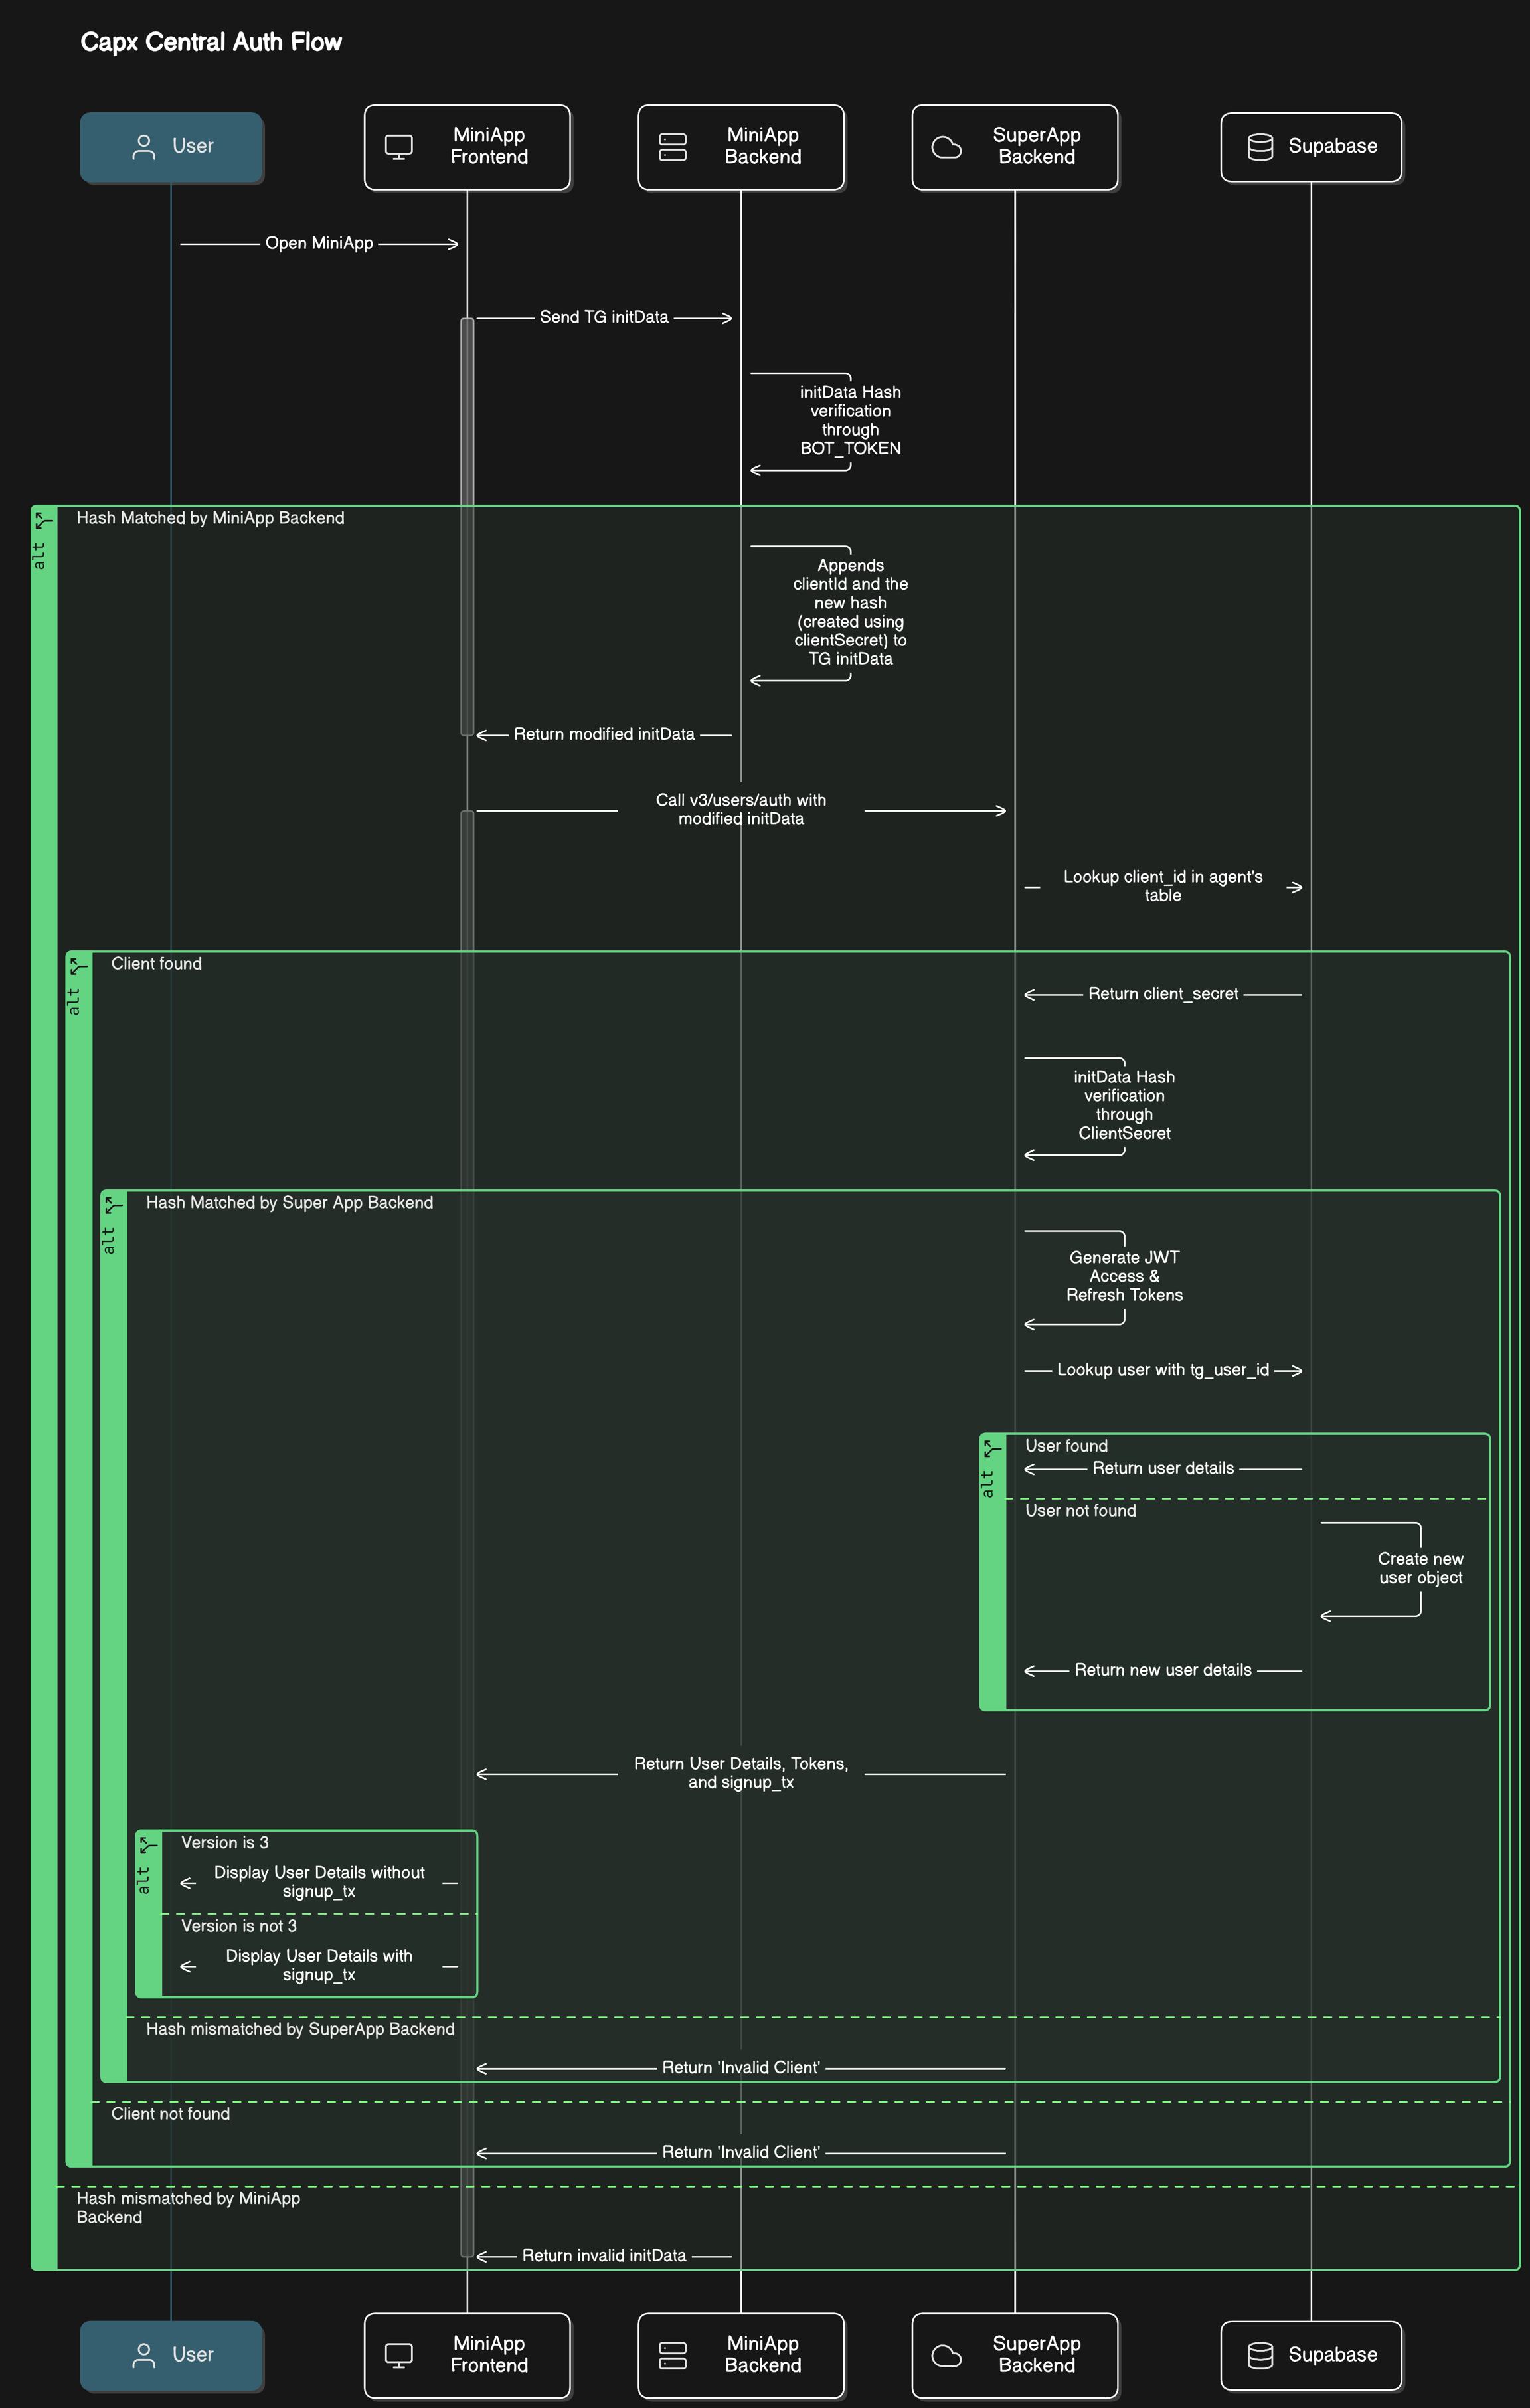 Capx Central Auth Flow
User
MiniApp
Frontend
MiniApp
Backend
SuperApp
Backend
Supabase
Open MiniApp
Send TG initData
initData Hash
verification
through
BOT_TOKEN
alt
Hash Matched by MiniApp Backend
Appends
clientId and the
new hash
(created using
clientSecret) to
TG initData
Return modified initData
Call v3/users/auth with
modified initData
Lookup client_id in agent's
table
alt
Client found
Return client_secret
initData Hash
verification
through
ClientSecret
alt
Hash Matched by Super App Backend
Generate JWT
Access &
Refresh Tokens
Lookup user with tg_user_id
alt
User found
Return user details
User not found
Create new
user object
Return new user details
Return User Details, Tokens,
and signup_tx
alt
Version is 3
Display User Details without
signup_tx
Version is not 3
Display User Details with
signup_tx
Hash mismatched by SuperApp Backend
Return 'Invalid Client'
Client not found
Return 'Invalid Client'
Hash mismatched by MiniApp
Backend
Return invalid initData
User
MiniApp
Frontend
MiniApp
Backend
SuperApp
Backend
Supabase